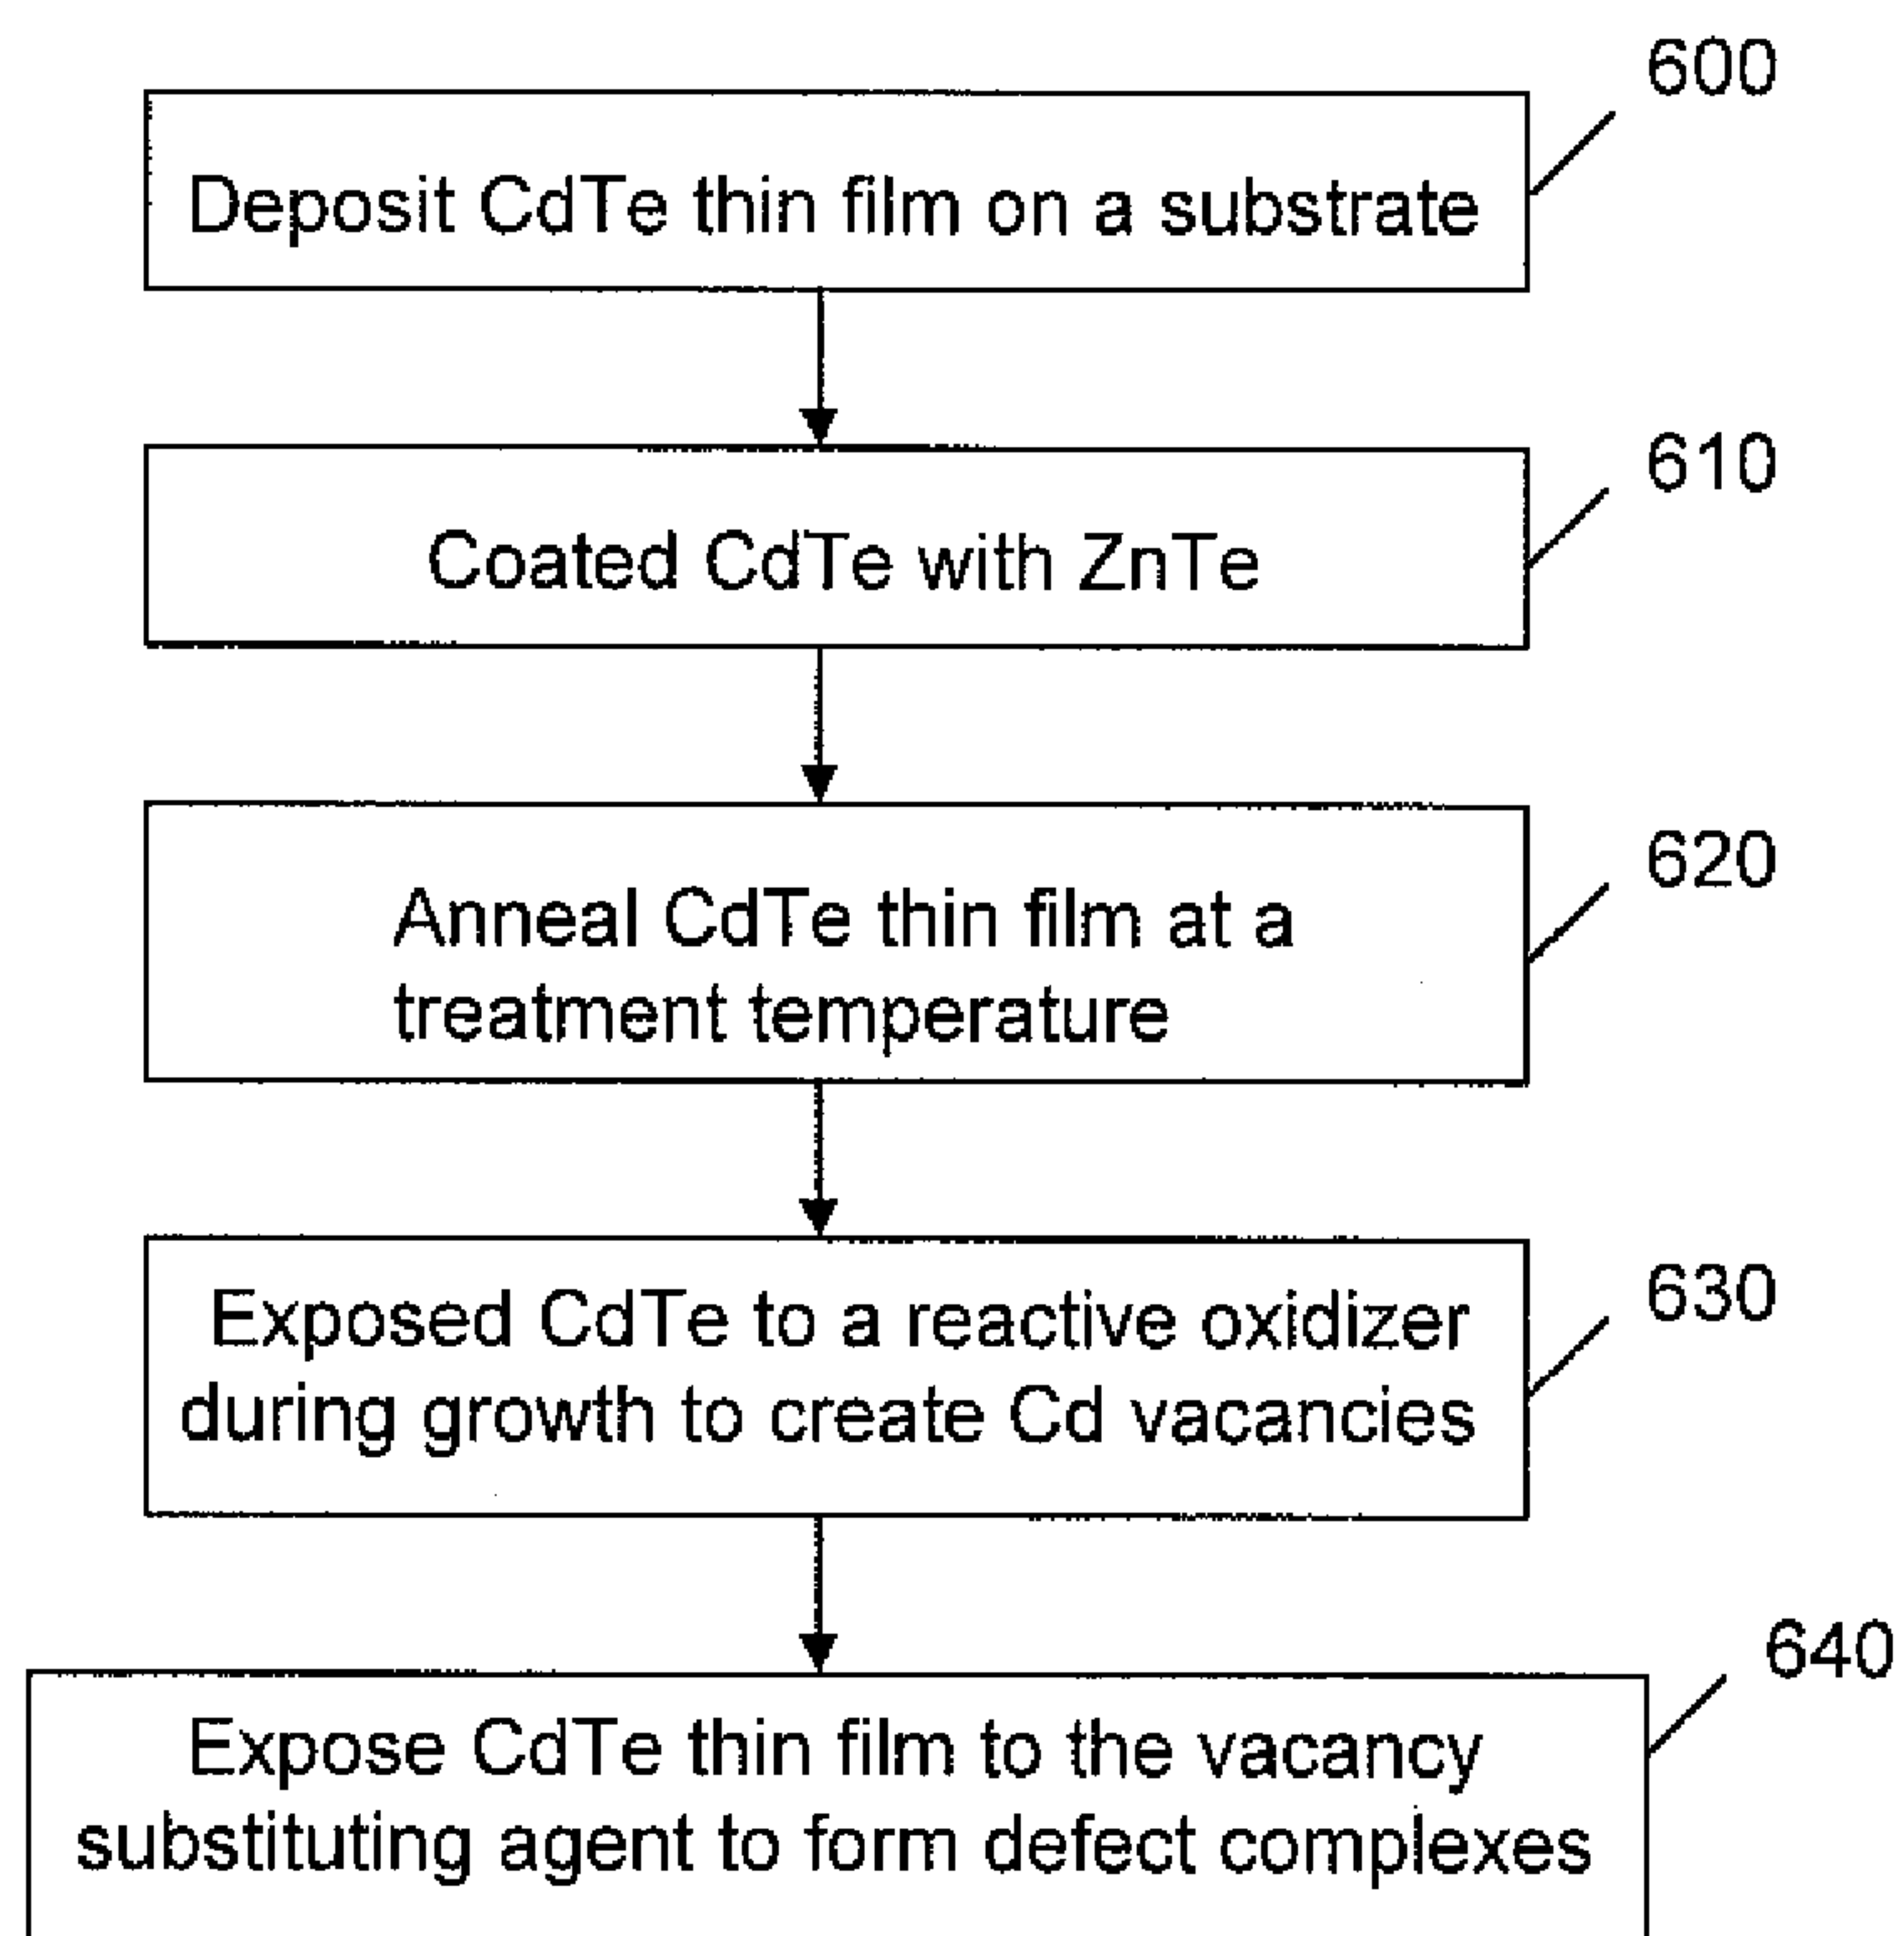 600
Deposit CdTe thin film on a substrate
610
Coated CdTe with ZnTe
620
Anneal CdTe thin film at a
treatment temperature
630
Exposed CdTe to a reactive oxidizer
during growth to create Cd vacancies
640
Expose CdTe thin film to the vacancy
substituting agent to form defect complexes